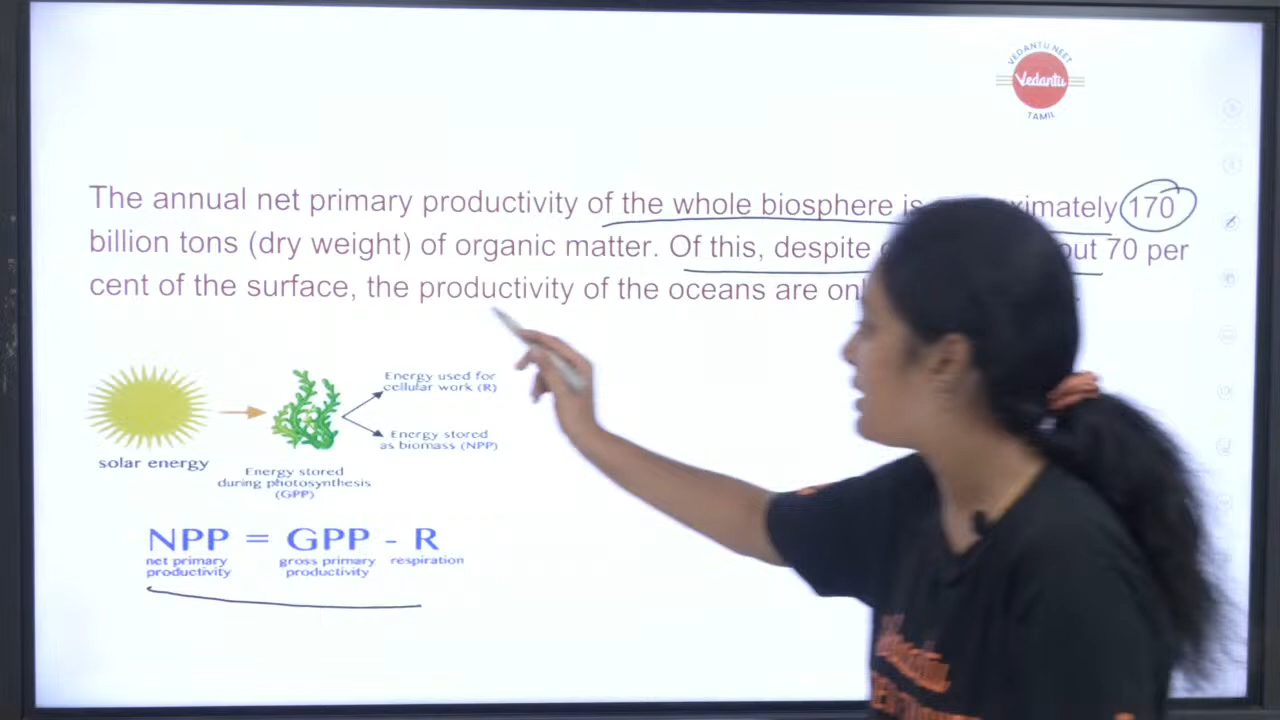 VEDANTU NEET
Vedantu
TAMIL
The annual net primary productivity of the whole biosphere is 170
billion tons (dry weight) of organic matter. Of this, despite 70 per
cent of the surface, the productivity of the oceans are
Energy used for
cellular work (R)
Energy stored
as biomass (NPP)
solar energy
Energy stored
during photosynthesis
(GPP)
NPP = GPP - R
net primary gross primary respiration
productivity productivity